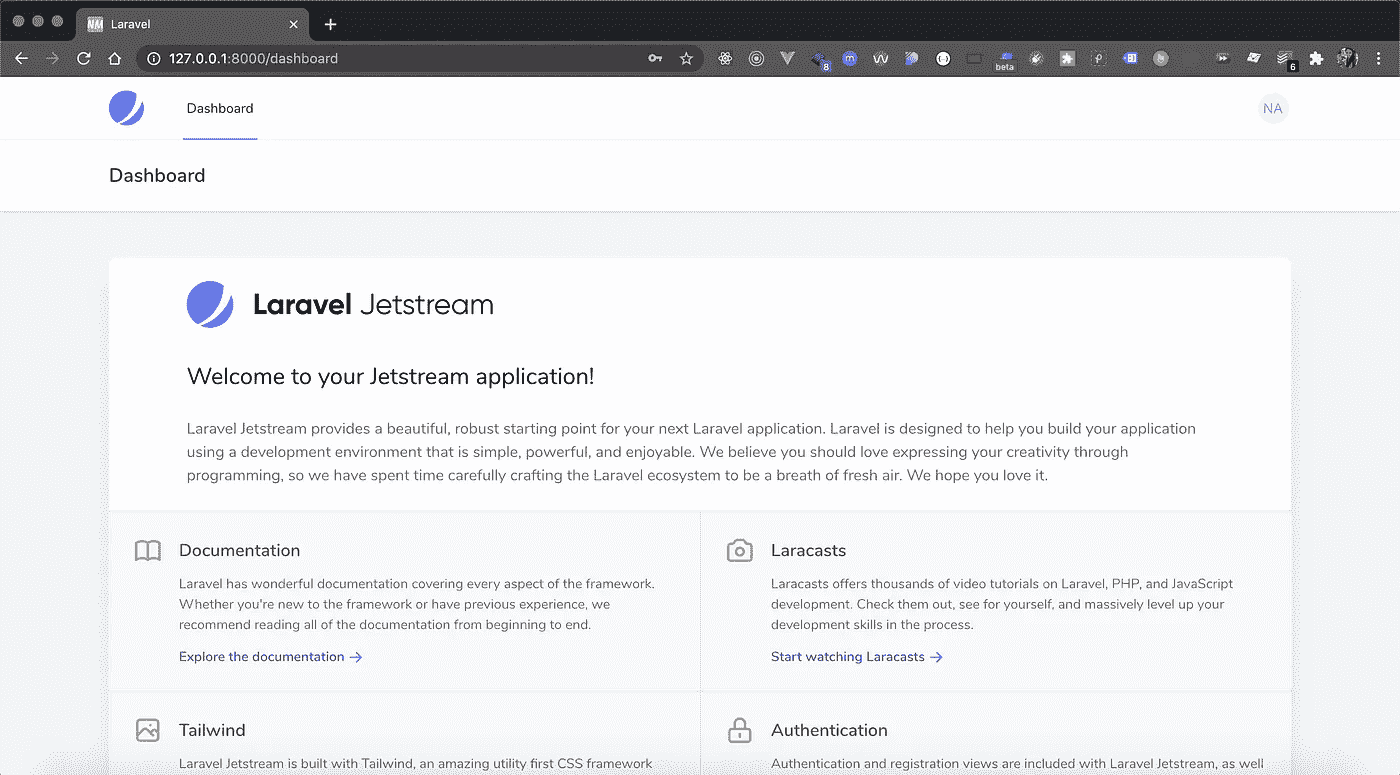 Laravel
127.0.0.1:8000/dashboard
8
m
beta
6
Dashboard
NA
Dashboard
Laravel Jetstream
Welcome to your Jetstream application!
Laravel Jetstream provides a beautiful, robust starting point for your next Laravel application. Laravel is designed to help you build your application
using a development environment that is simple, powerful, and enjoyable. We believe you should love expressing your creativity through
programming, so we have spent time carefully crafting the Laravel ecosystem to be a breath of fresh air. We hope you love it.
Documentation
Laravel has wonderful documentation covering every aspect of the framework.
Whether you're new to the framework or have previous experience, we
recommend reading all of the documentation from beginning to end.
Explore the documentation →
Laracasts
Laracasts offers thousands of video tutorials on Laravel, PHP, and JavaScript
development. Check them out, see for yourself, and massively level up your
development skills in the process.
Start watching Laracasts →
Tailwind
Laravel Jetstream is built with Tailwind, an amazing utility first CSS framework
Authentication
Authentication and registration views are included with Laravel Jetstream, as well